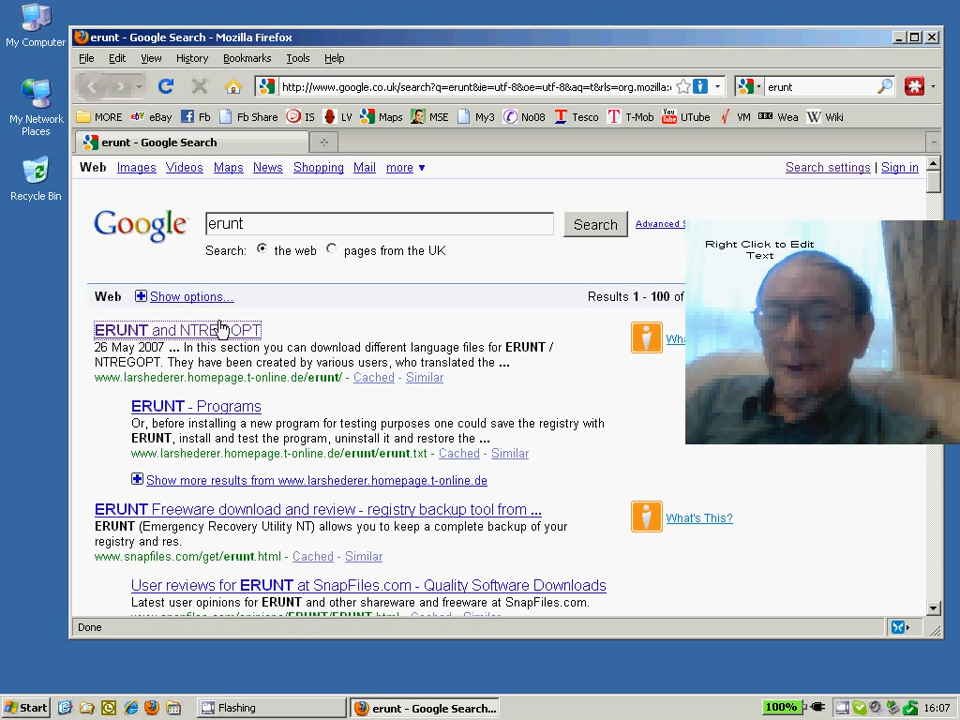 My Computer
My Network
Places
Recycle Bin
erunt - Google Search - Mozilla Firefox
File Edit View History Bookmarks Tools Help
http://www.google.co.uk/search?q=erunt&ie=utf-8&oe=utf-8&aq=t&rls=org.mozilla:
erunt
MORE eBay Fb Fb Share IS LV Maps MSE My3 No08 Tesco T-Mob UTube VM Wea Wiki
erunt - Google Search
Web Images Videos Maps News Shopping Mail more ▼
Search settings | Sign in
Google
erunt
Search
Advanced S
Search: the web pages from the UK
Right Click to Edit
Text
Web Show options...
Results 1 - 100 of
ERUNT and NTREGOPT
26 May 2007 ... In this section you can download different language files for ERUNT /
NTREGOPT. They have been created by various users, who translated the ...
www.larshederer.homepage.t-online.de/erunt/ - Cached - Similar
Wha
ERUNT - Programs
Or, before installing a new program for testing purposes one could save the registry with
ERUNT, install and test the program, uninstall it and restore the ...
www.larshederer.homepage.t-online.de/erunt/erunt.txt - Cached - Similar
Show more results from www.larshederer.homepage.t-online.de
ERUNT Freeware download and review - registry backup tool from ...
ERUNT (Emergency Recovery Utility NT) allows you to keep a complete backup of your
registry and res.
www.snapfiles.com/get/erunt.html - Cached - Similar
What's This?
User reviews for ERUNT at SnapFiles.com - Quality Software Downloads
Latest user opinions for ERUNT and other shareware and freeware at SnapFiles.com.
Done
Start
Flashing
erunt - Google Search...
100%
16:07